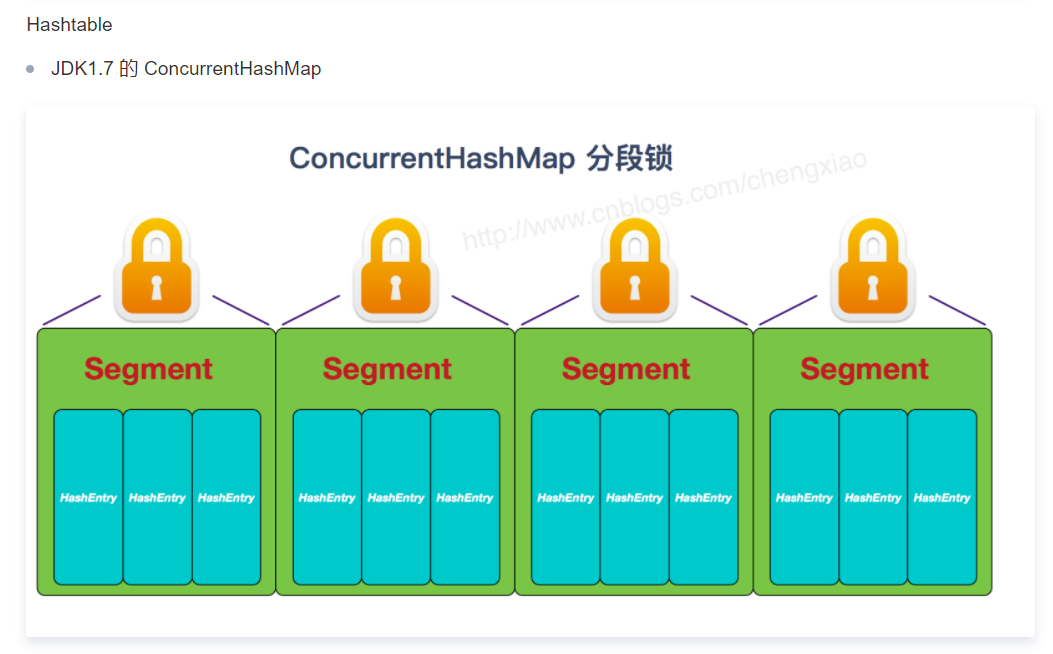 Hashtable
JDK1.7 的 ConcurrentHashMap
ConcurrentHashMap 分段锁
http://www.cnblogs.com/chengxiao
Segment Segment Segment Segment
HashEntry HashEntry HashEntry HashEntry HashEntry HashEntry HashEntry HashEntry HashEntry HashEntry HashEntry HashEntry